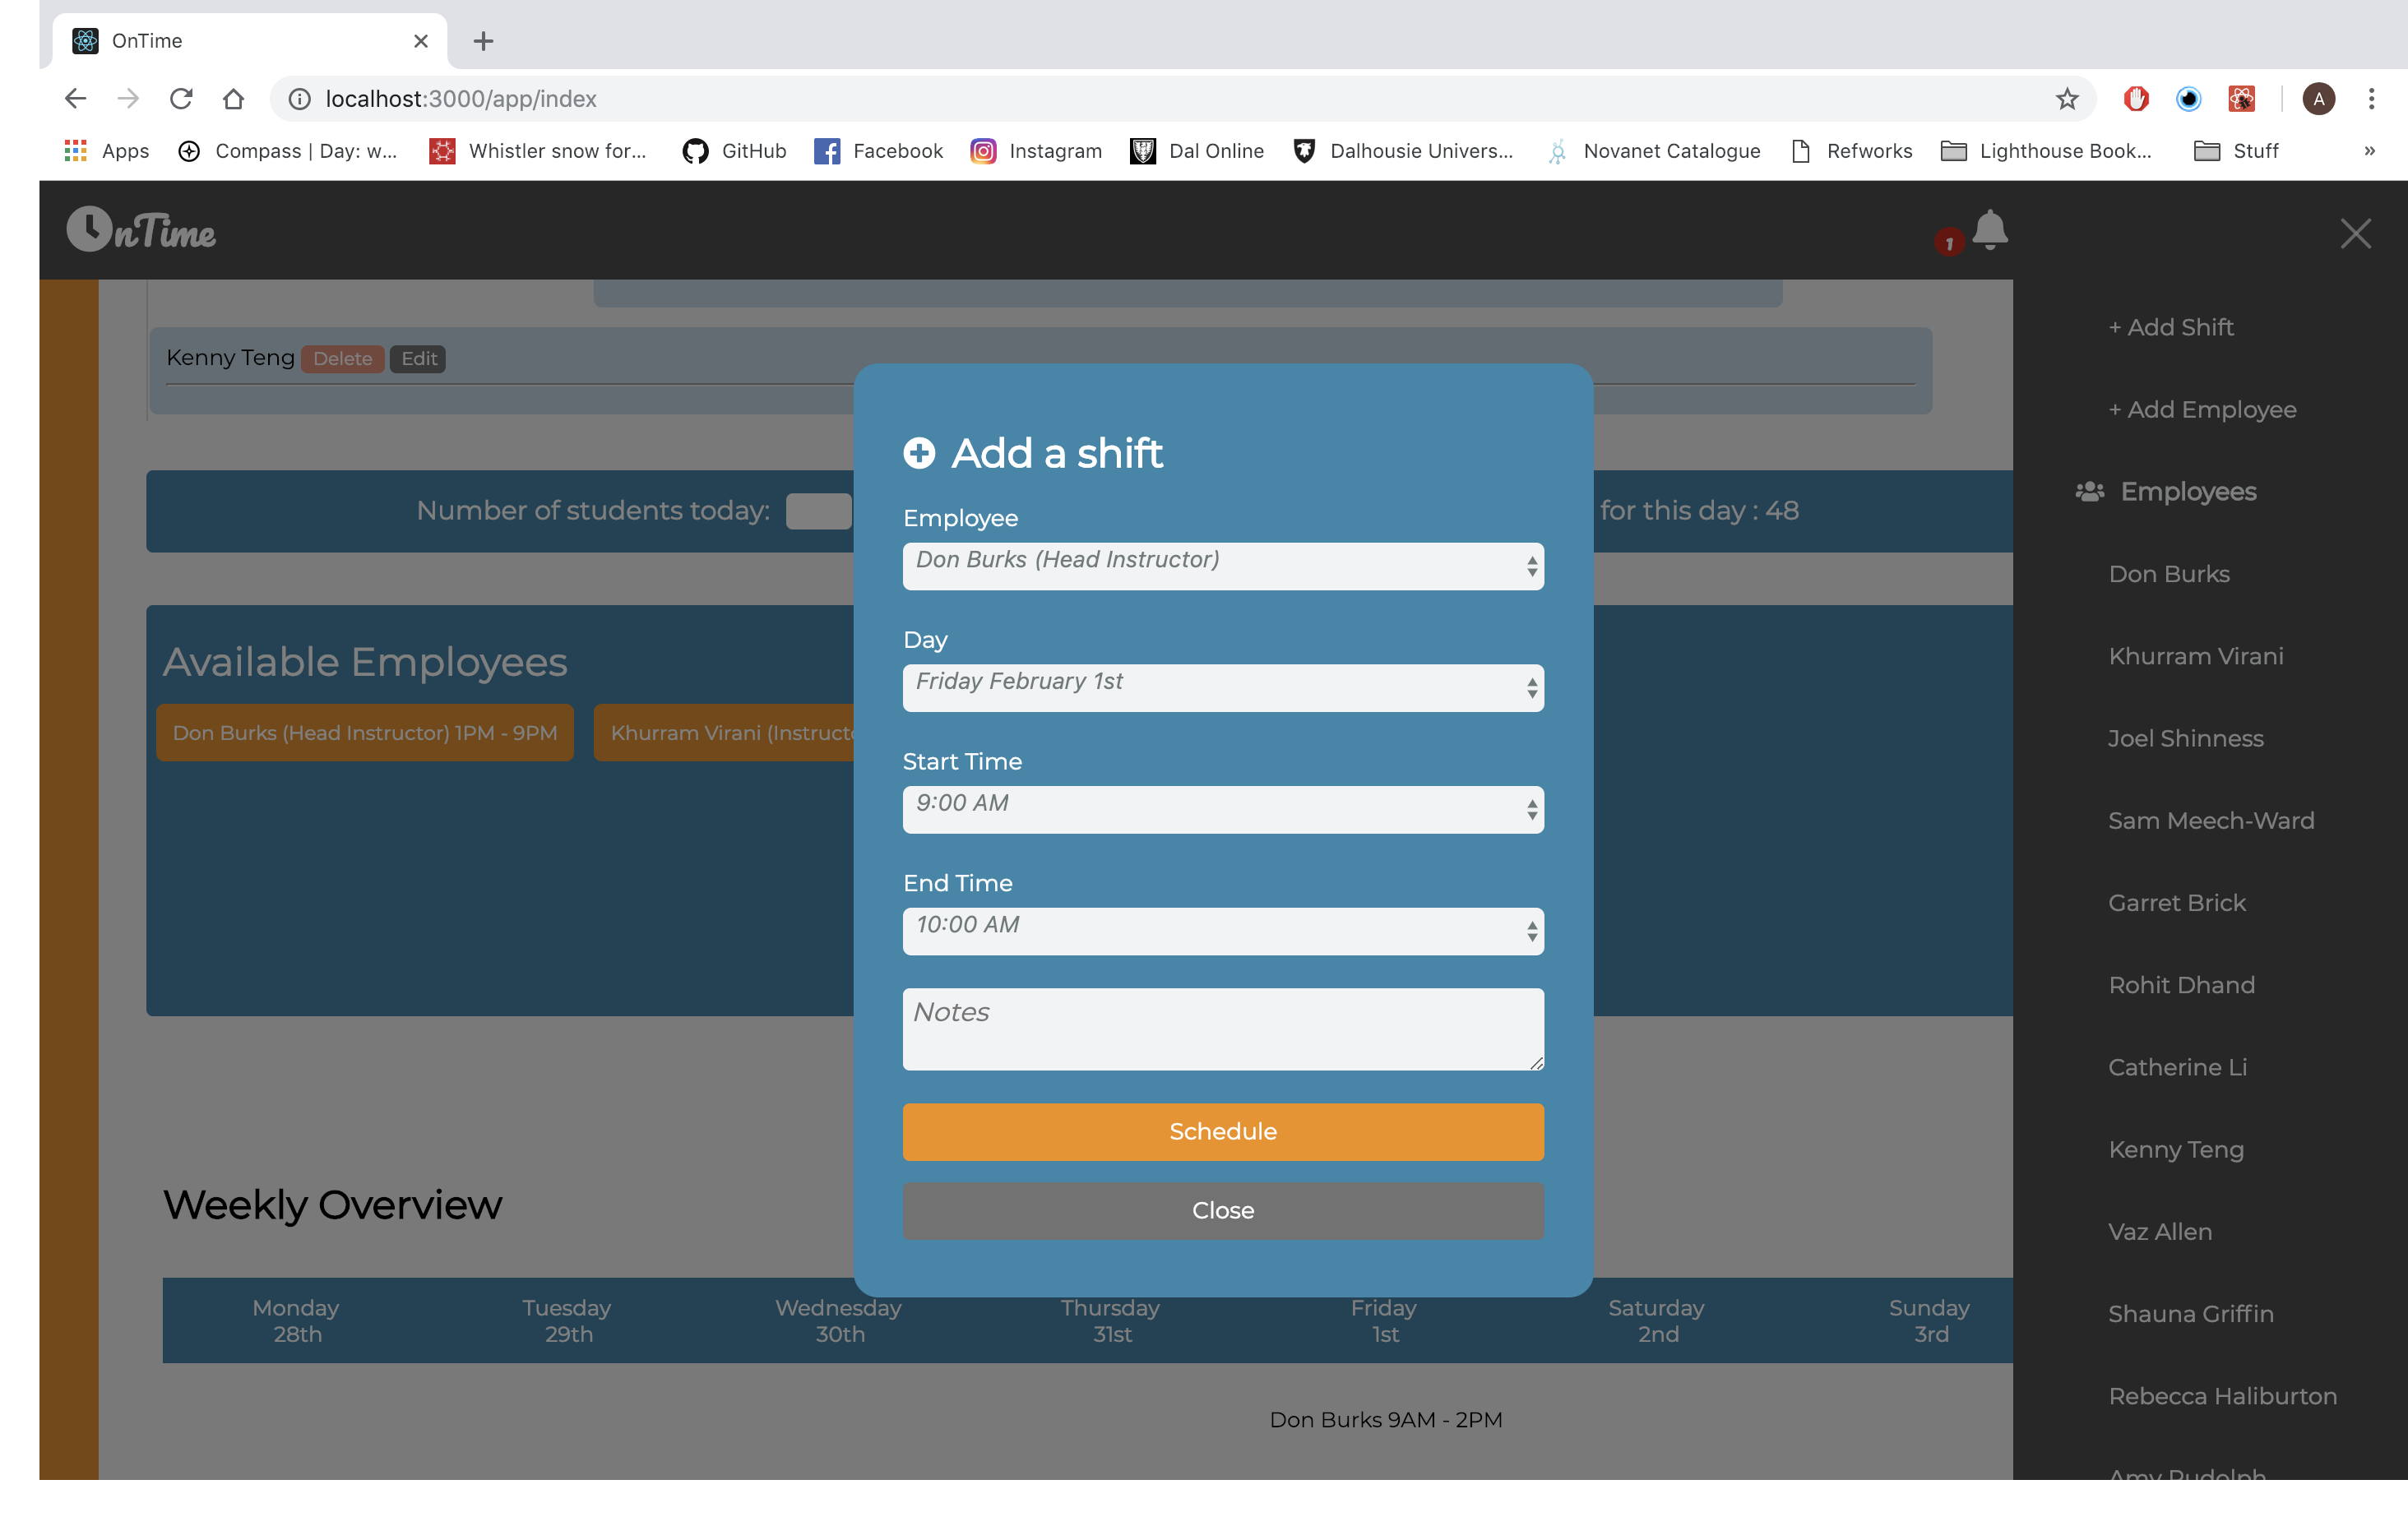 OnTime
localhost:3000/app/index
A
Apps
Compass | Day: w...
Whistler snow for...
GitHub
Facebook
Instagram
Dal Online
Dalhousie Univers...
Novanet Catalogue
Refworks
Lighthouse Book...
Stuff
»
nTime
1
Kenny Teng Delete Edit
Number of students today:
for this day : 48
Available Employees
Don Burks (Head Instructor) 1PM - 9PM
Khurram Virani (Instructo
Add a shift
Employee
Don Burks (Head Instructor)
Day
Friday February 1st
Start Time
9:00 AM
End Time
10:00 AM
Notes
Schedule
Close
Weekly Overview
Monday
28th
Tuesday
29th
Wednesday
30th
Thursday
31st
Friday
1st
Saturday
2nd
Sunday
3rd
Don Burks 9AM - 2PM
+ Add Shift
+ Add Employee
Employees
Don Burks
Khurram Virani
Joel Shinness
Sam Meech-Ward
Garret Brick
Rohit Dhand
Catherine Li
Kenny Teng
Vaz Allen
Shauna Griffin
Rebecca Haliburton
Amy Rudolph